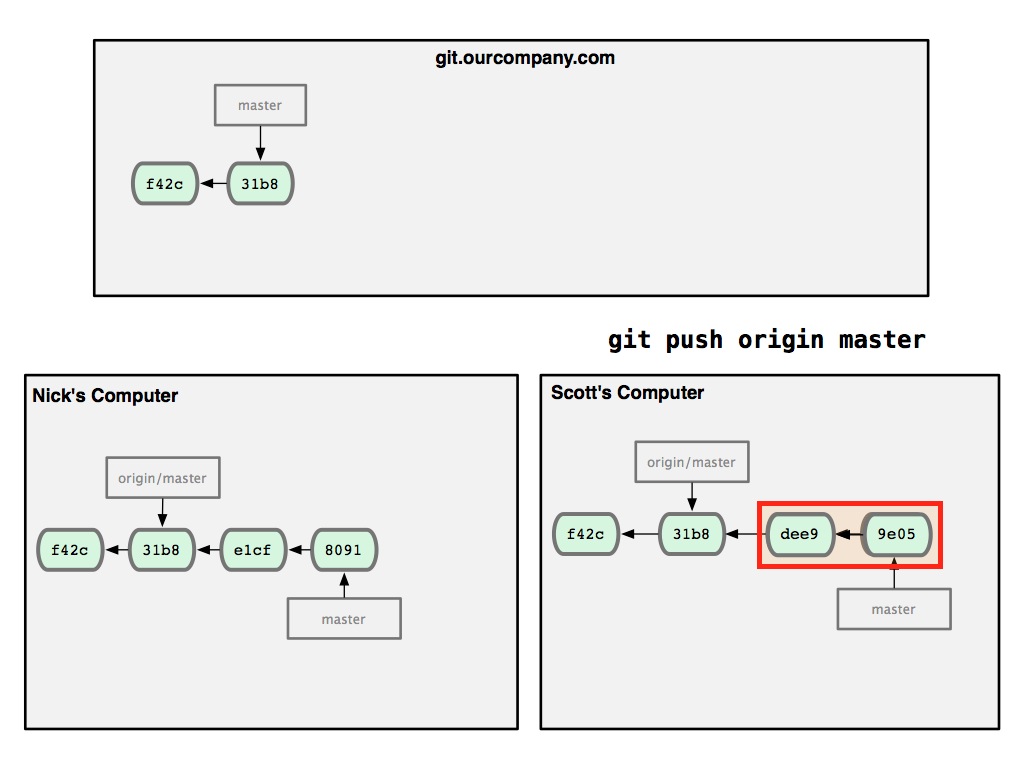 git.ourcompany.com
master
f42c
31b8
git push origin master
Nick's Computer
origin/master
f42c
31b8
e1cf
8091
master
Scott's Computer
origin/master
f42c
31b8
dee9
9e05
master